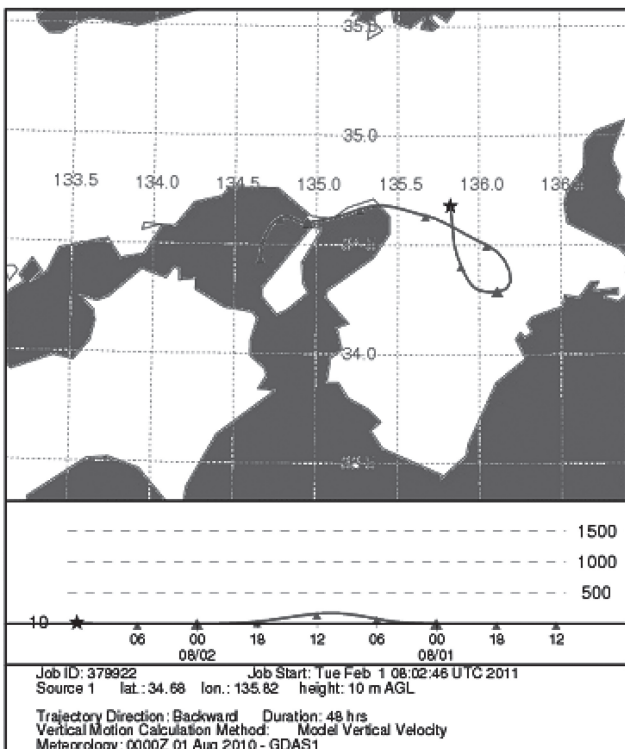 35.5
35.0
133.5 134.0 134.5 135.0 135.5 136.0 136.
34.0
1500
1000
500
10
06 00 18 12 06 00 18 12
08/02 08/01
Job ID: 379922 Job Start: Tue Feb 1 08:02:46 UTC 2011
Source 1 lat.: 34.68 lon.: 135.82 height: 10 m AGL
Trajectory Direction: Backward Duration: 48 hrs
Vertical Motion Calculation Method: Model Vertical Velocity
Meteorology: 0000Z 01 Aug 2010 - GDAS1